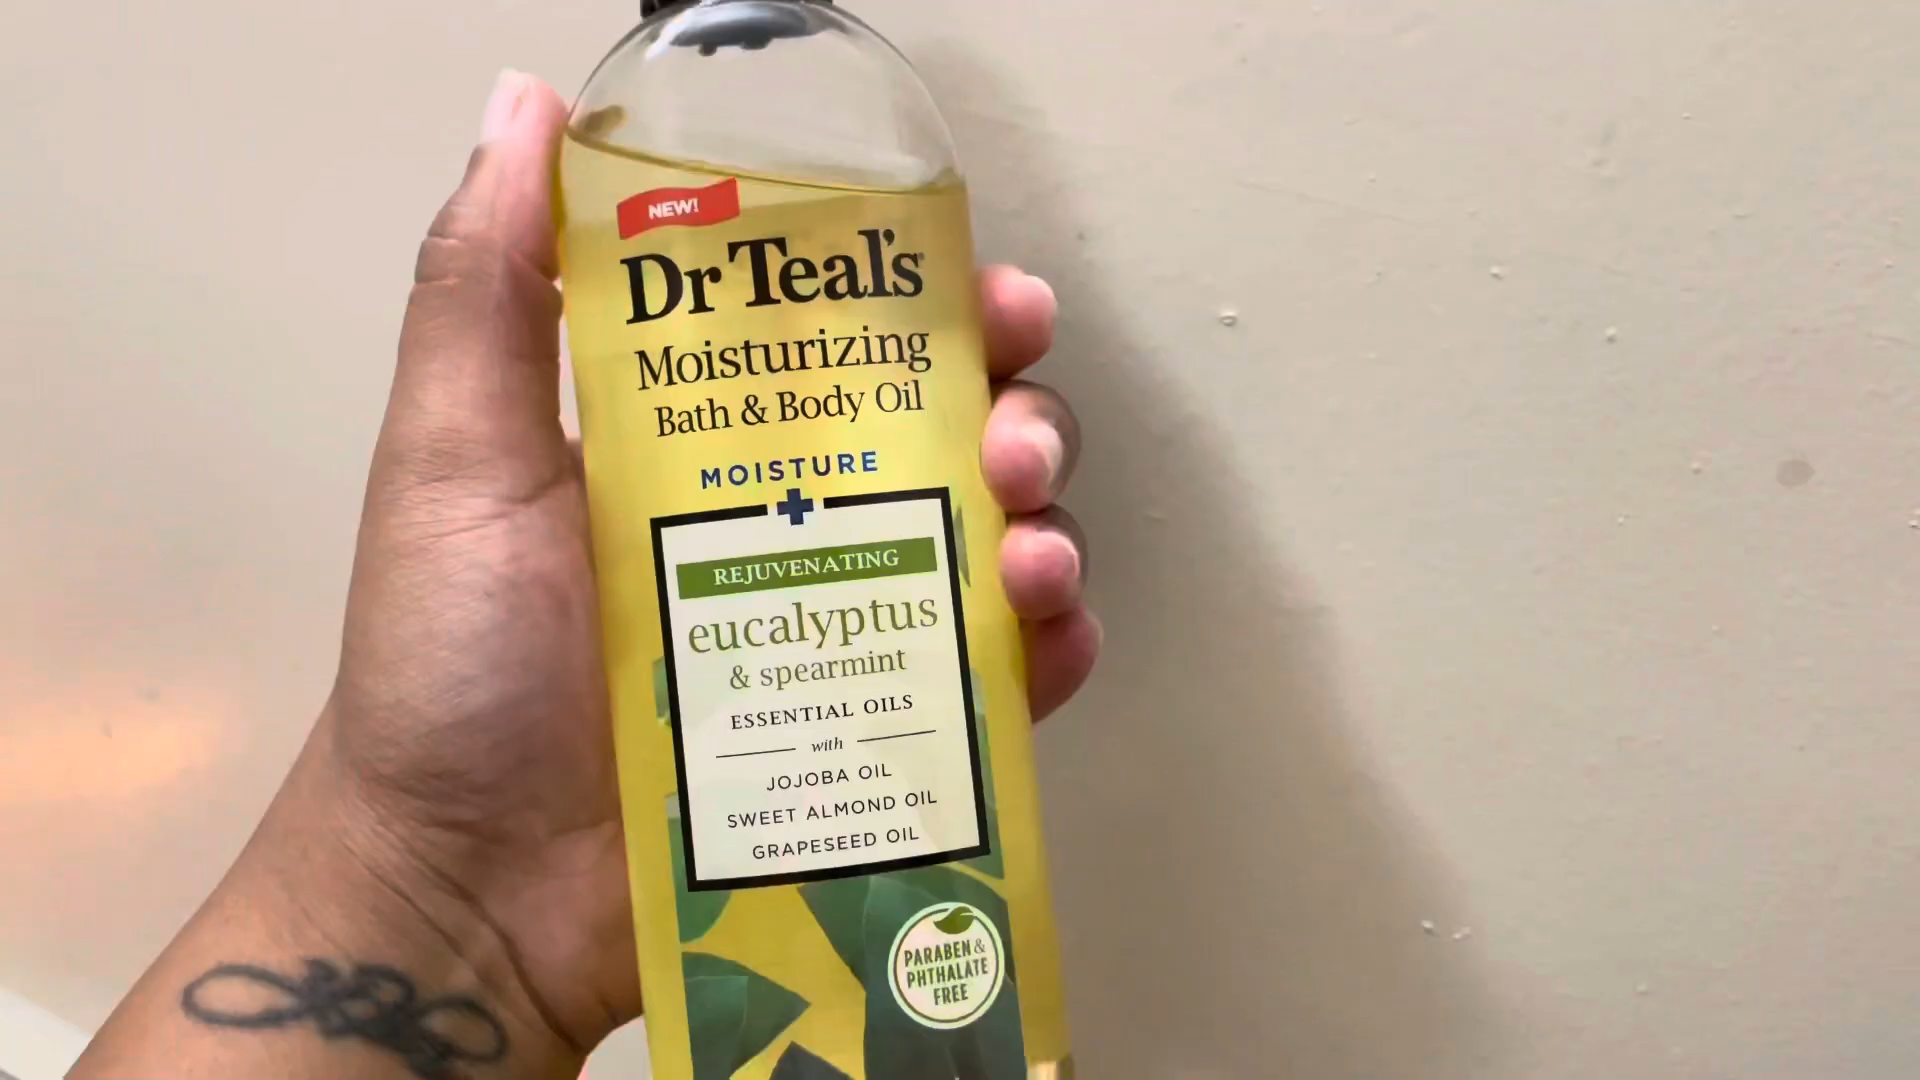 NEW!
Dr Teal's
Moisturizing
Bath & Body Oil
MOISTURE
REJUVENATING
eucalyptus
& spearmint
ESSENTIAL OILS
with
JOJOBA OIL
SWEET ALMOND OIL
GRAPESEED OIL
PARABEN &
PHTHALATE
FREE